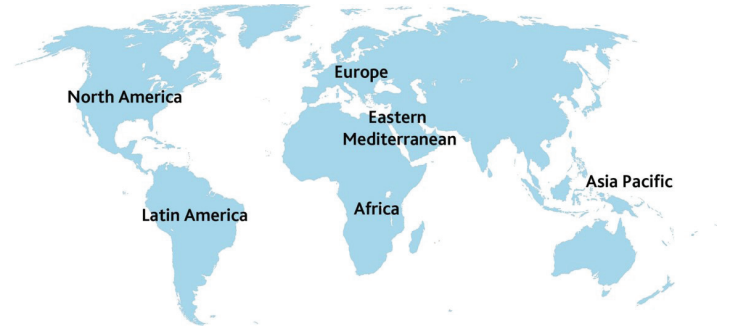 Europe
North America
Eastern
Mediterranean
Asia Pacific
Latin America
Africa